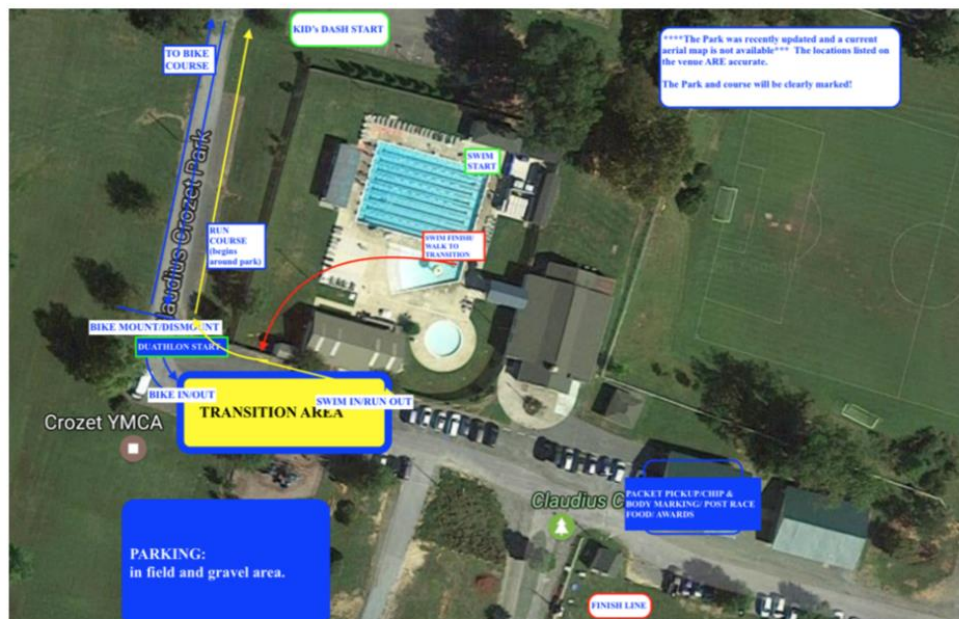 KID's DASH START
****The Park was recently updated and a current
aerial map is not available*** The locations listed on
the venue ARE accurate.
The Park and course will be clearly marked!
TO BIKE
COURSE
SWIM
START
Claudius Crozet Park
RUN
COURSE
(begins
around park)
SWIM FINISH/
WALK TO
TRANSITION
BIKE MOUNT/DISMOUNT
DUATHLON START
BIKE IN/OUT
SWIM IN/RUN OUT
TRANSITION AREA
Crozet YMCA
PACKET PICKUP/CHIP &
BODY MARKING/ POST RACE
FOOD/ AWARDS
Claudius C
PARKING:
in field and gravel area.
FINISH LINE